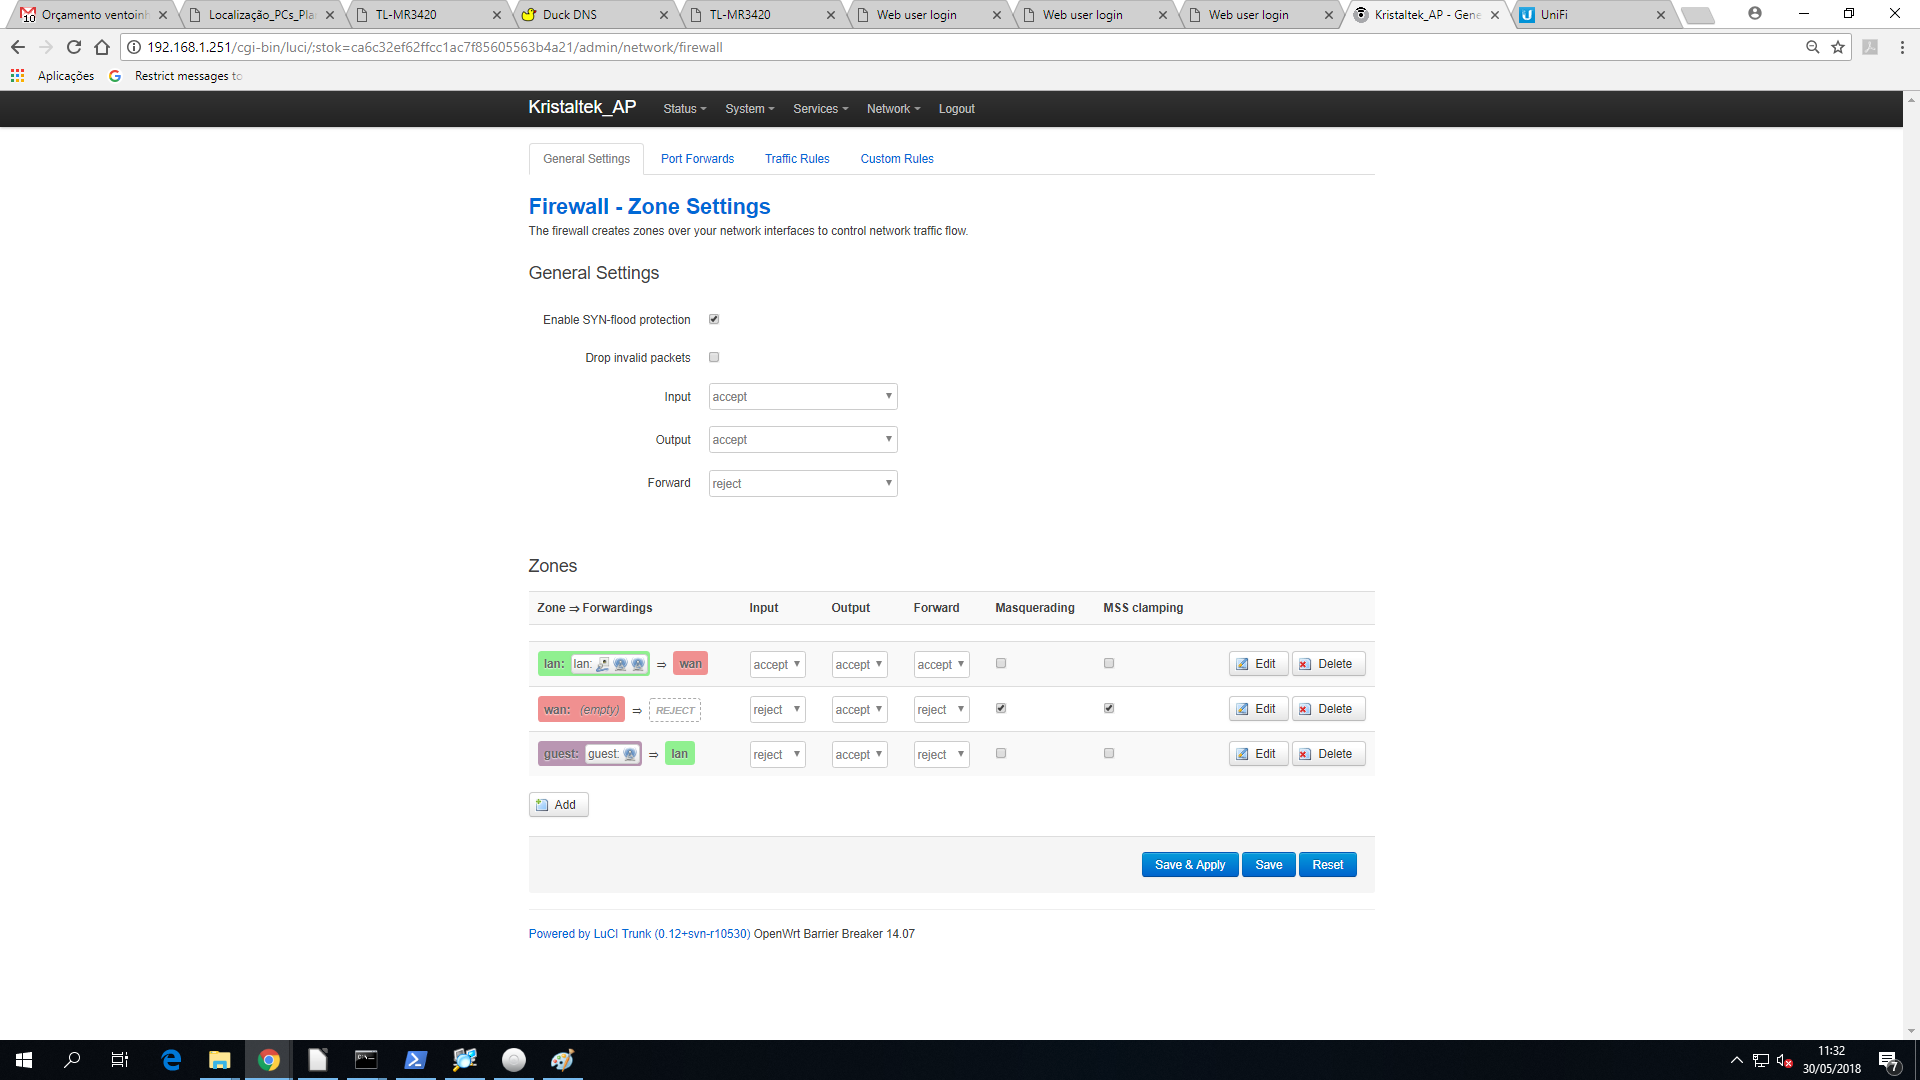 Orçamento ventoinh
Localização_PCs_Pla
TL-MR3420
Duck DNS
TL-MR3420
Web user login
Web user login
Web user login
Kristaltek_AP - Gene
UniFi
192.168.1.251/cgi-bin/luci/;stok=ca6c32ef62ffcc1ac7f85605563b4a21/admin/network/firewall
Aplicações
Restrict messages to
Kristaltek_AP
Status
System
Services
Network
Logout
General Settings
Port Forwards
Traffic Rules
Custom Rules
Firewall - Zone Settings
The firewall creates zones over your network interfaces to control network traffic flow.
General Settings
Enable SYN-flood protection
Drop invalid packets
Input accept
Output accept
Forward reject
Zones
Zone ⇒ Forwardings Input Output Forward Masquerading MSS clamping
lan: lan: ⇒ wan accept accept accept Edit Delete
wan: (empty) ⇒ REJECT reject accept reject Edit Delete
guest: guest: ⇒ lan reject accept reject Edit Delete
Add
Save & Apply Save Reset
Powered by LuCI Trunk (0.12+svn-r10530) OpenWrt Barrier Breaker 14.07
11:32
30/05/2018
7